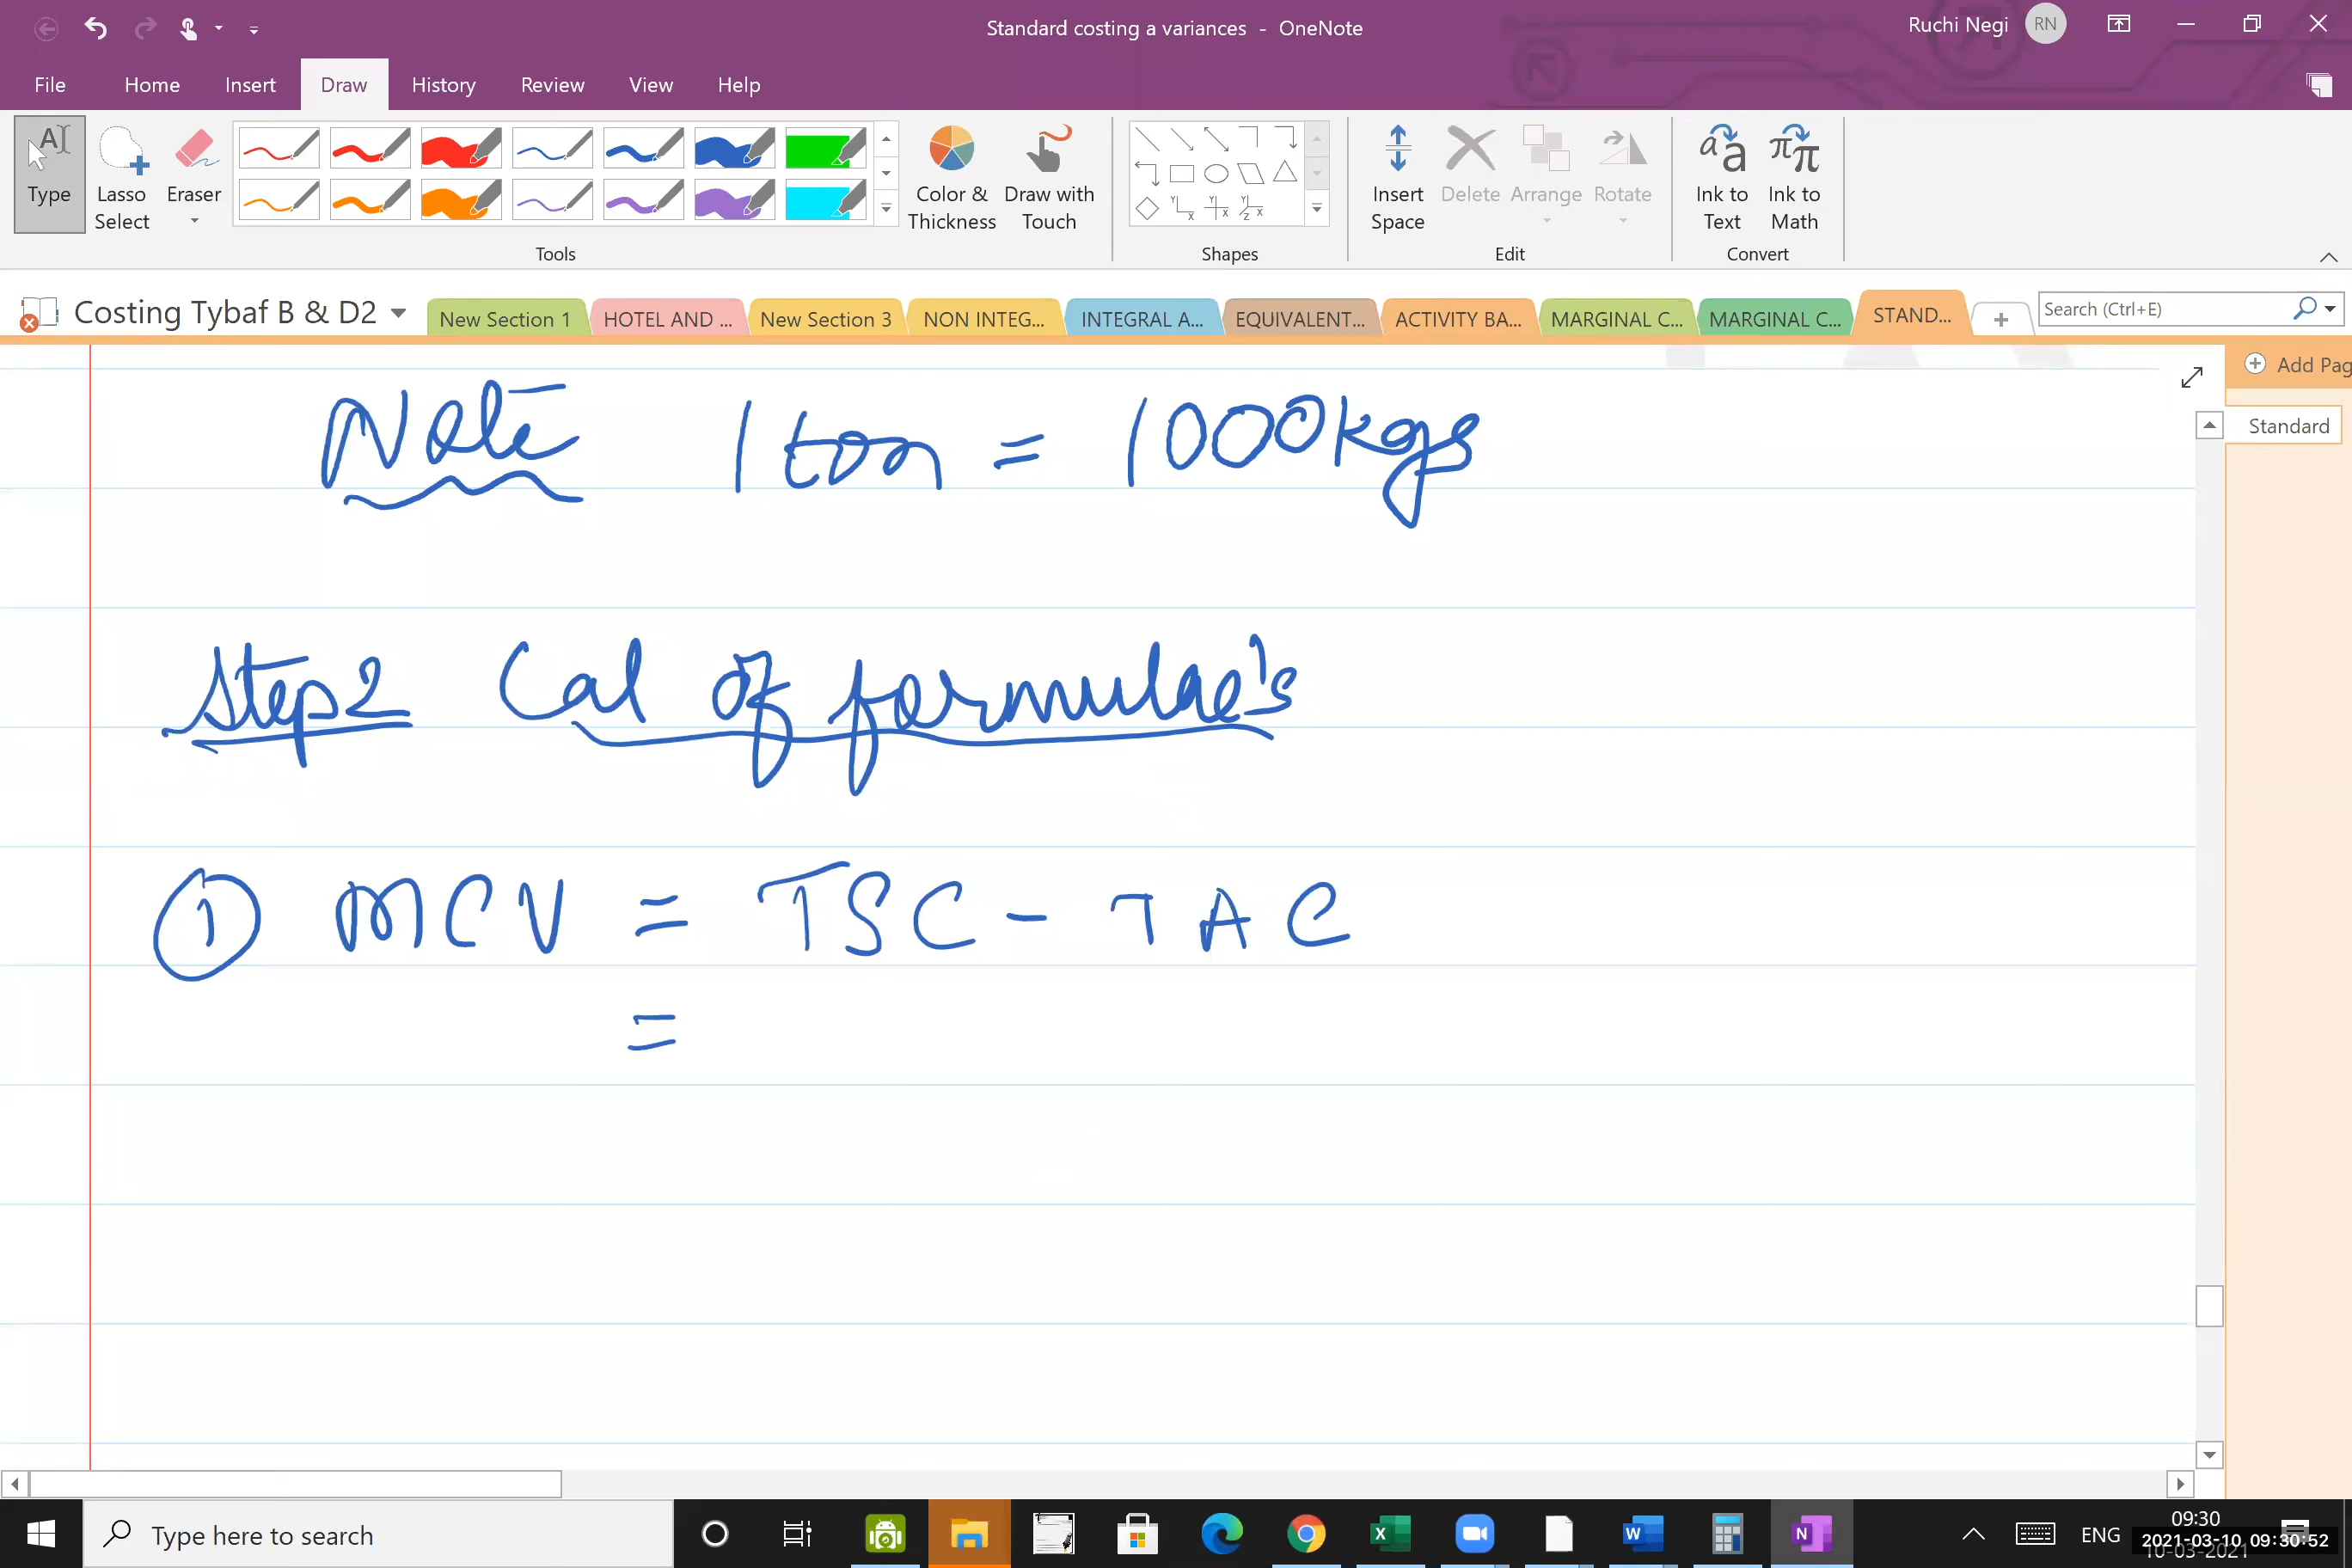 Standard costing a variances - OneNote
Ruchi Negi RN
File Home Insert Draw History Review View Help
Type
Lasso Select
Eraser
Color & Thickness
Draw with Touch
Insert Space
Delete
Arrange
Rotate
Ink to Text
Ink to Math
Tools Shapes Edit Convert
Costing Tybaf B & D2
New Section 1 HOTEL AND ... New Section 3 NON INTEG... INTEGRAL A... EQUIVALENT... ACTIVITY BA... MARGINAL C... MARGINAL C... STAND... +
Search (Ctrl+E)
Add Pag
Standard
Note 1 ton = 1000kgs
Step2 Cal of formulae's
① MCV = TSC - TAC
=
Type here to search
ENG
09:30
10-03-2021
2021-03-10 09:30:52